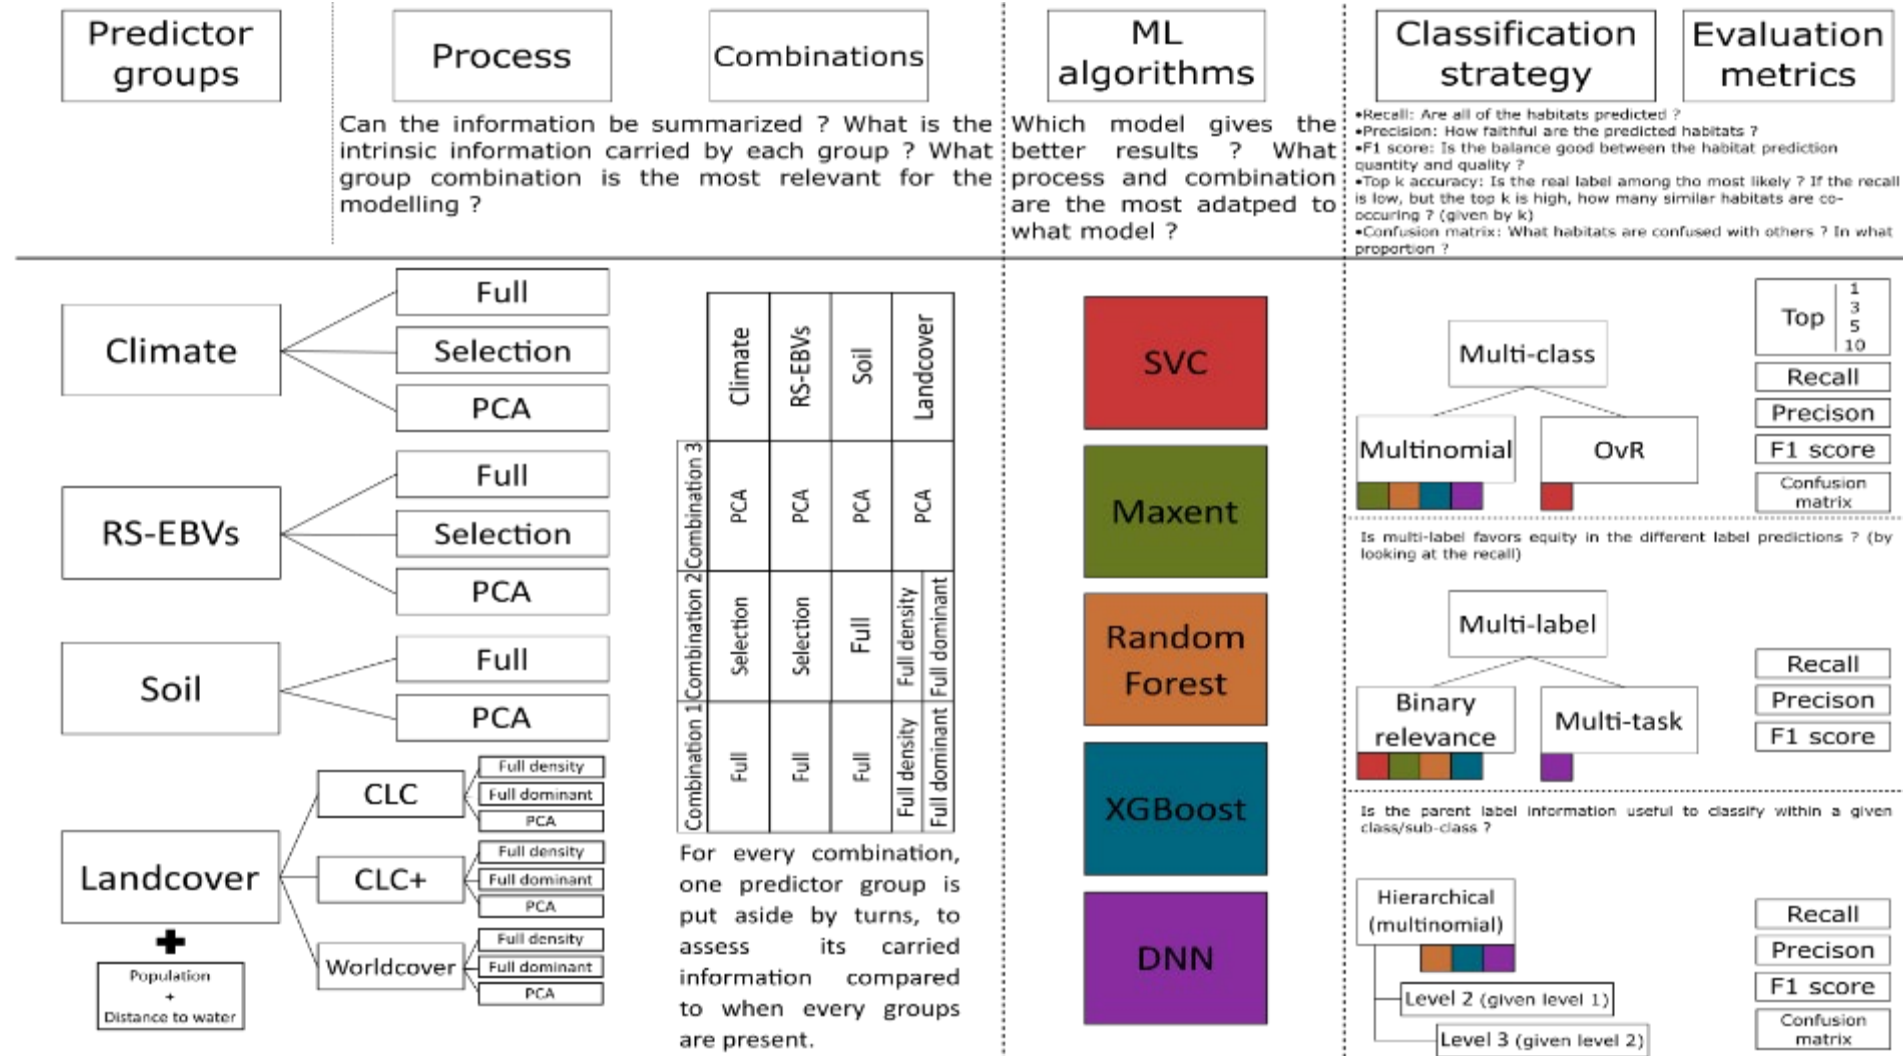 Predictor
groups
Process
Combinations
ML
algorithms
Classification
strategy
Evaluation
metrics
Can the information be summarized ? What is the
intrinsic information carried by each group ? What
group combination is the most relevant for the
modelling ?
Which model gives the
better results ? What
process and combination
are the most adatped to
what model ?
•Recall: Are all of the habitats predicted ?
•Precision: How faithful are the predicted habitats ?
•F1 score: Is the balance good between the habitat prediction
quantity and quality ?
•Top k accuracy: Is the real label among tho most likely ? If the recall
is low, but the top k is high, how many similar habitats are co-
occuring ? (given by k)
•Confusion matrix: What habitats are confused with others ? In what
proportion ?
Climate
Full
Selection
PCA
RS-EBVs
Full
Selection
PCA
Soil
Full
PCA
Landcover
+
Population
+
Distance to water
CLC
Full density
Full dominant
PCA
CLC+
Full density
Full dominant
PCA
Worldcover
Full density
Full dominant
PCA
Climate
RS-EBVs
Soil
Landcover
Combination 3
PCA
PCA
PCA
PCA
Combination 2
Selection
Selection
Full
Full density
Full dominant
Combination 1
Full
Full
Full
Full density
Full dominant
For every combination,
one predictor group is
put aside by turns, to
assess its carried
information compared
to when every groups
are present.
SVC
Maxent
Random
Forest
XGBoost
DNN
Multi-class
Multinomial
OvR
Top
1
3
5
10
Recall
Precison
F1 score
Confusion
matrix
Is multi-label favors equity in the different label predictions ? (by
looking at the recall)
Multi-label
Binary
relevance
Multi-task
Recall
Precison
F1 score
Is the parent label information useful to classify within a given
class/sub-class ?
Hierarchical
(multinomial)
Level 2 (given level 1)
Level 3 (given level 2)
Recall
Precison
F1 score
Confusion
matrix